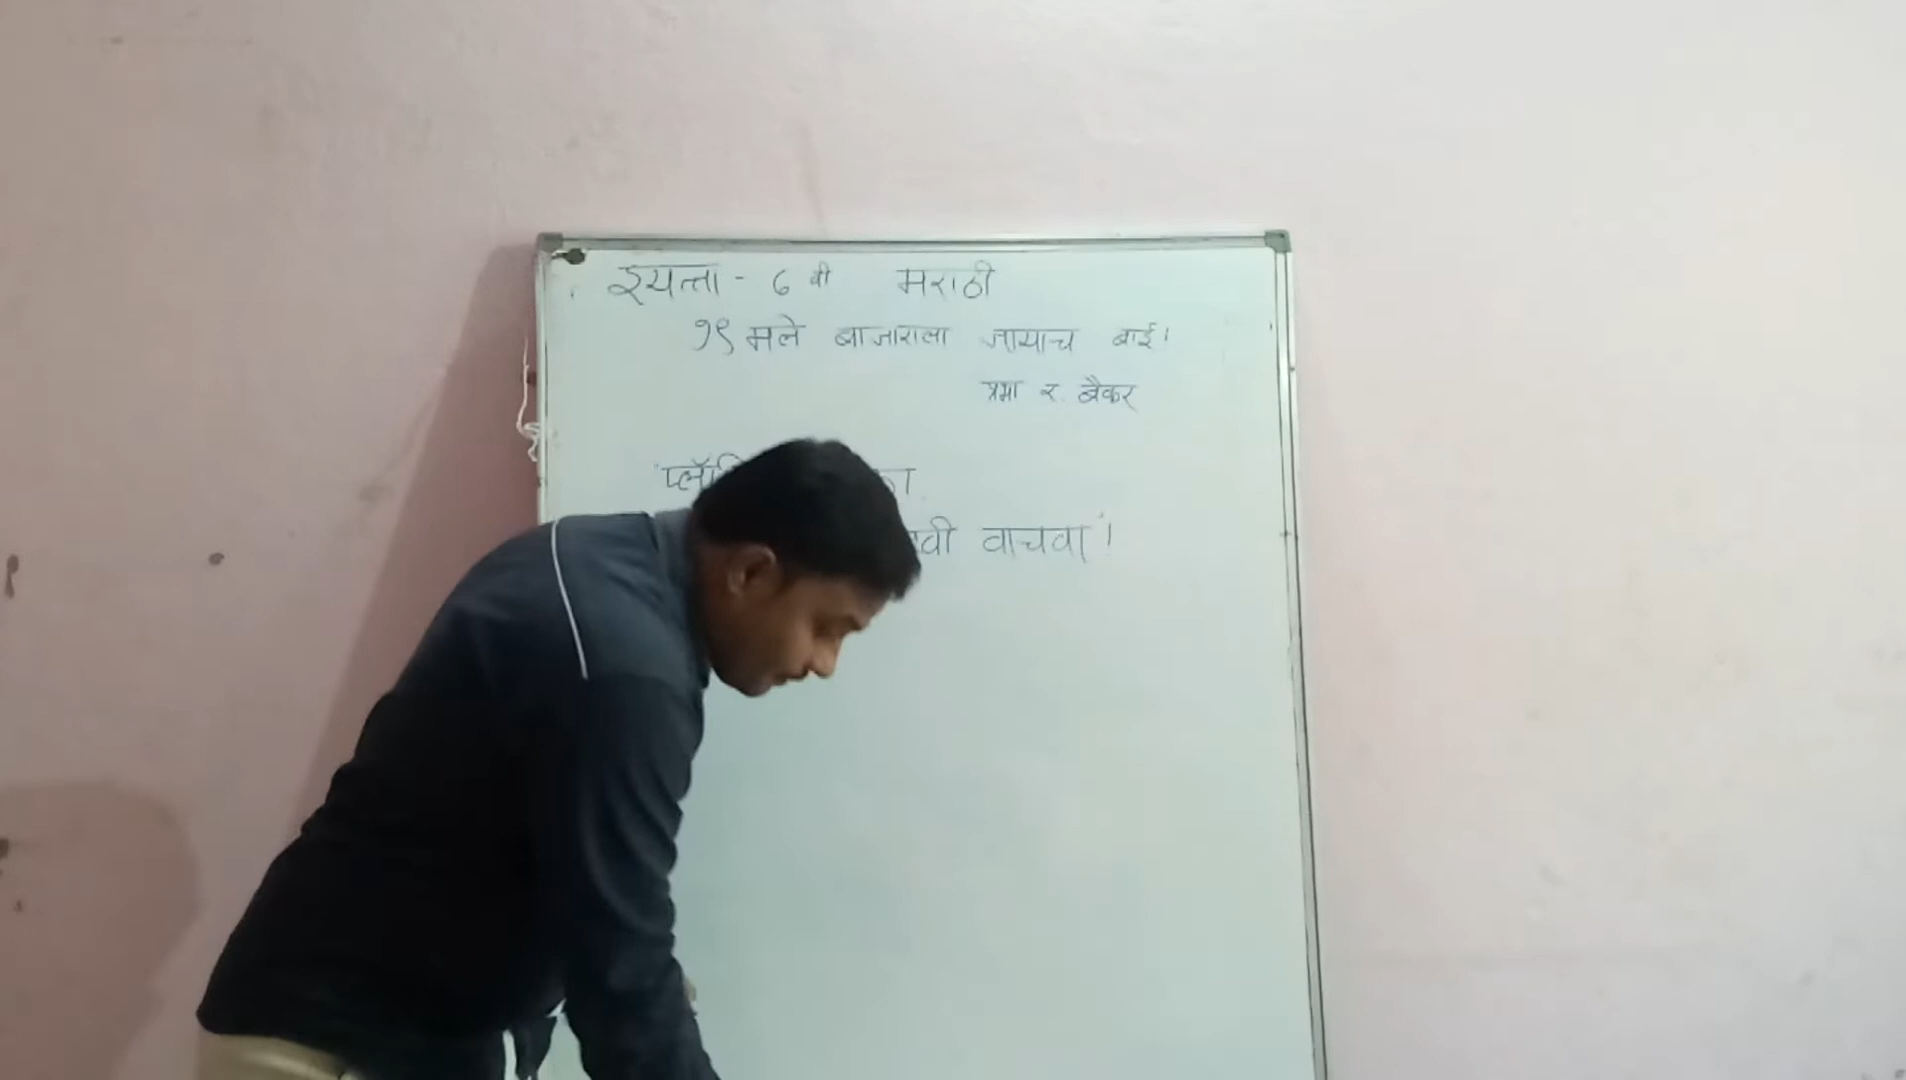 इयत्ता - ६ वी मराठी
१९ मले बाजाराला जायाच बाई!
प्रभा र. बैकर
वाचवा"!